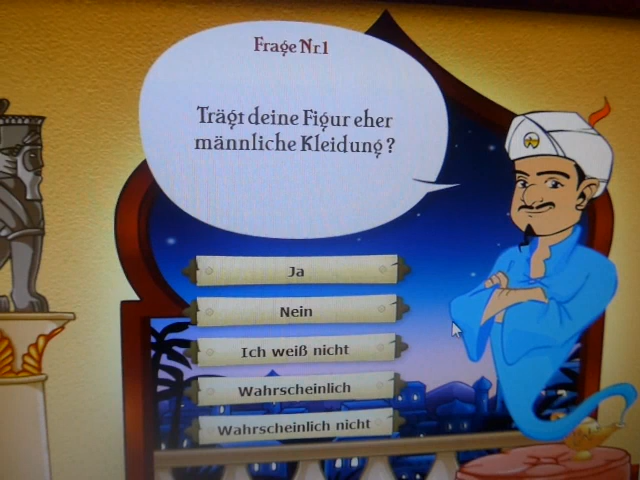 Frage Nr.1
Trägt deine Figur eher
männliche Kleidung?
Ja
Nein
Ich weiß nicht
Wahrscheinlich
Wahrscheinlich nicht